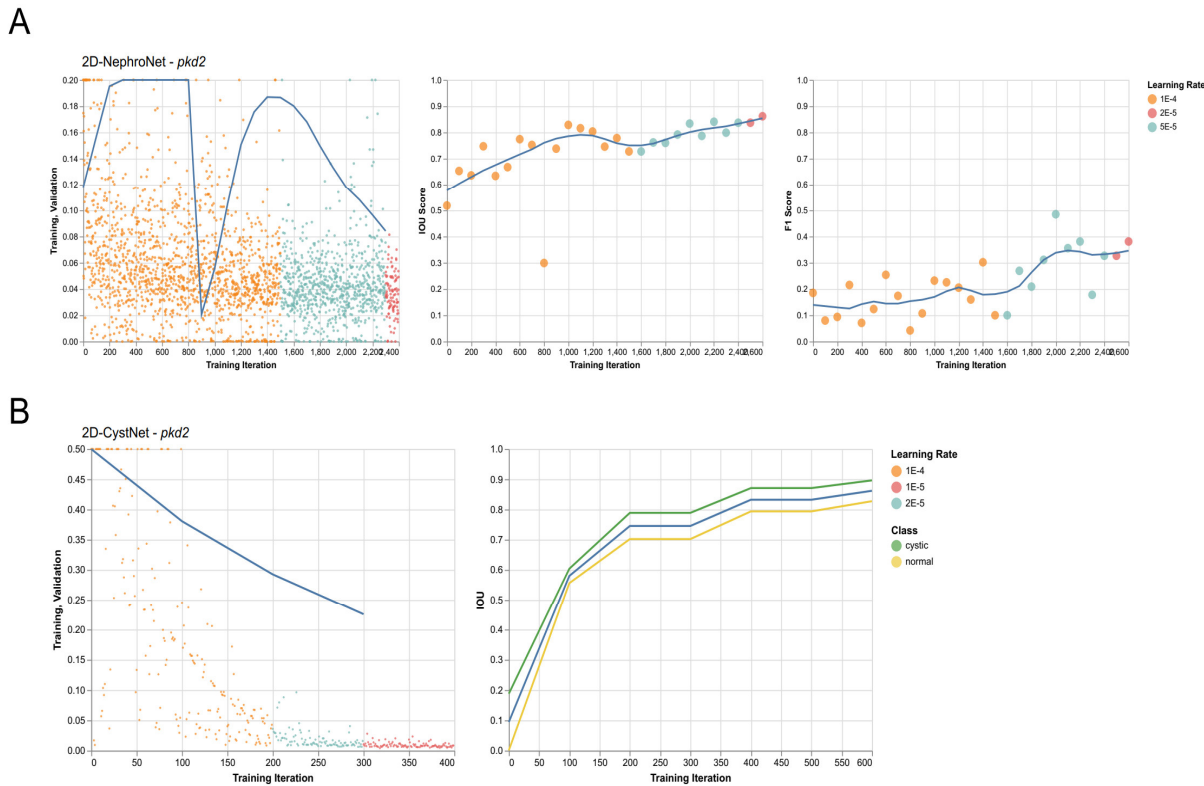 A
2D-NephroNet - pkd2
0.20
0.18
0.16
0.14
0.12
0.10
0.08
0.06
0.04
0.02
0.00
Training, Validation
0 200 400 600 800 1,000 1,200 1,400 1,600 1,800 2,000 2,200 2,400
Training Iteration
1.0
0.9
0.8
0.7
0.6
0.5
0.4
0.3
0.2
0.1
0.0
IOU Score
0 200 400 600 800 1,000 1,200 1,400 1,600 1,800 2,000 2,200 2,400 2,600
Training Iteration
1.0
0.9
0.8
0.7
0.6
0.5
0.4
0.3
0.2
0.1
0.0
F1 Score
0 200 400 600 800 1,000 1,200 1,400 1,600 1,800 2,000 2,200 2,400 2,600
Training Iteration
Learning Rate
1E-4
2E-5
5E-5
B
2D-CystNet - pkd2
0.50
0.45
0.40
0.35
0.30
0.25
0.20
0.15
0.10
0.05
0.00
Training, Validation
0 50 100 150 200 250 300 350 400
Training Iteration
1.0
0.9
0.8
0.7
0.6
0.5
0.4
0.3
0.2
0.1
0.0
IOU
0 50 100 150 200 250 300 350 400 450 500 550 600
Training Iteration
Learning Rate
1E-4
1E-5
2E-5
Class
cystic
normal